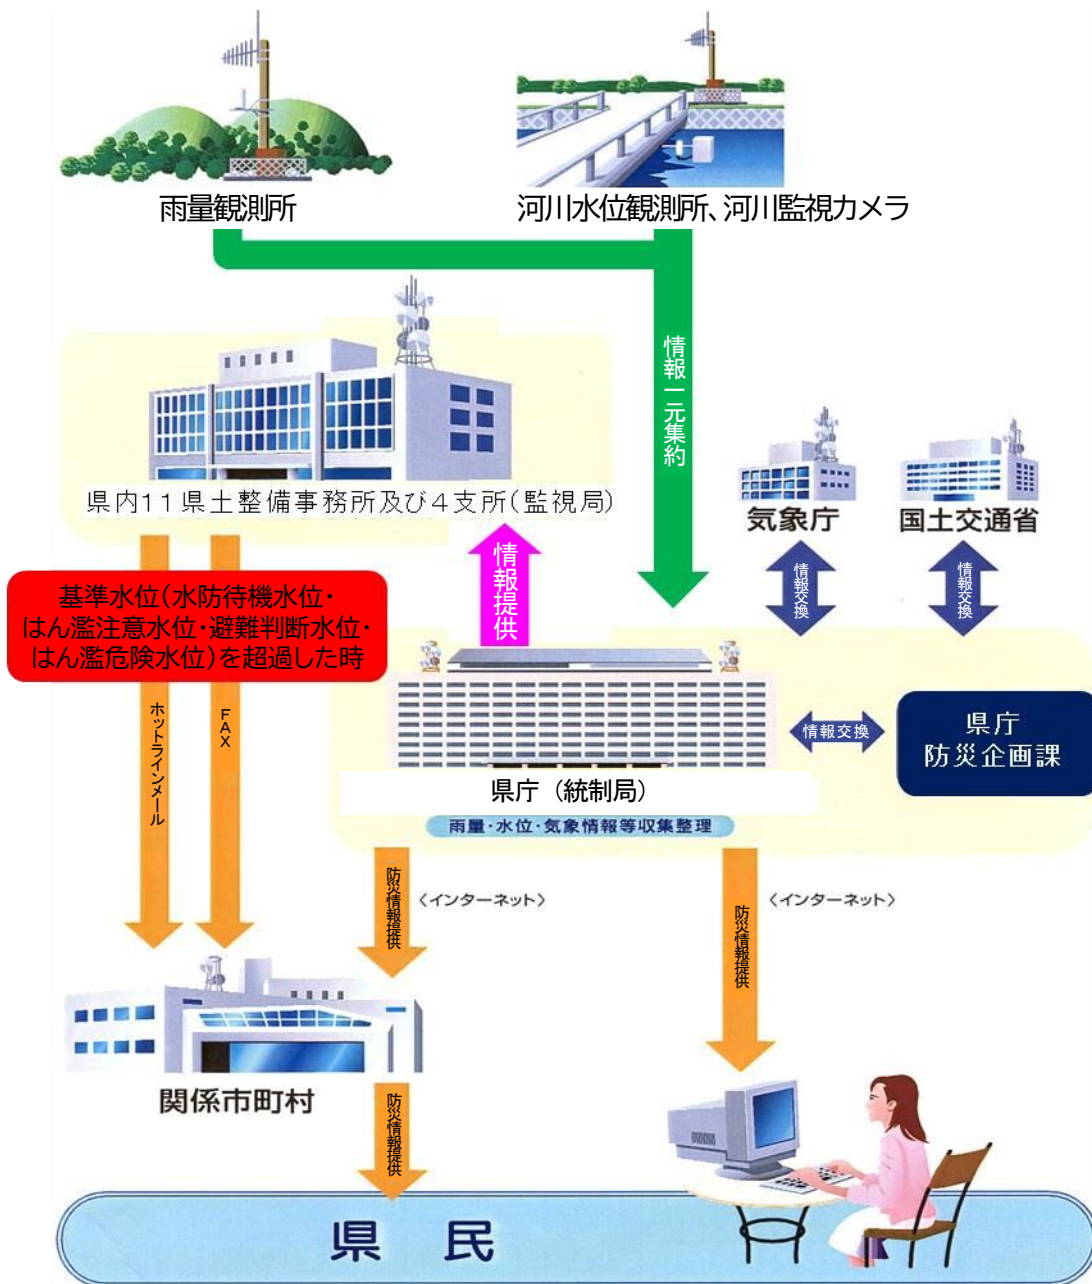 雨量観測所
河川水位観測所、河川監視カメラ
情報一元集約
県内11県土整備事務所及び4支所(監視局)
気象庁
国土交通省
情報提供
情報交換
情報交換
基準水位(水防待機水位・
はん濫注意水位・避難判断水位・
はん濫危険水位)を超過した時
ホットラインメール
FAX
情報交換
県庁
防災企画課
県庁（統制局）
雨量・水位・気象情報等収集整理
防災情報提供
〈インターネット〉
防災情報提供
〈インターネット〉
関係市町村
防災情報提供
県民